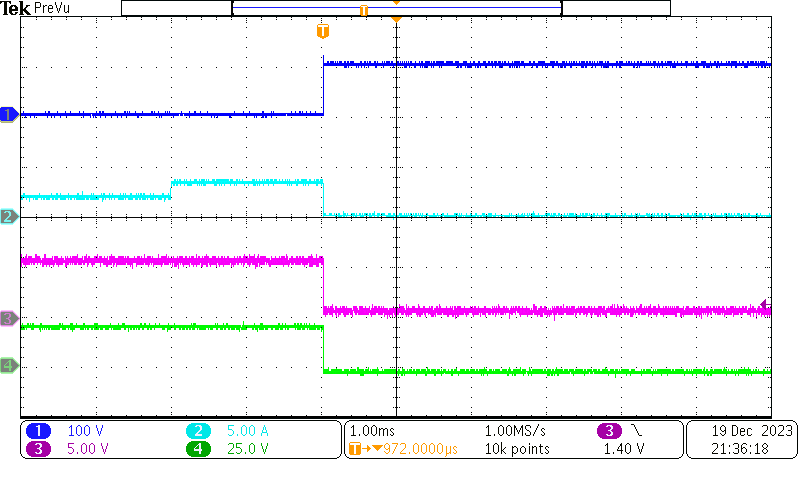 Tek PreVu
T
T
1
2
3
4
1 100 V 2 5.00 A 1.00ms 1.00MS/s 3 19 Dec 2023
3 5.00 V 4 25.0 V T→▼972.0000µs 10k points 1.40 V 21:36:18